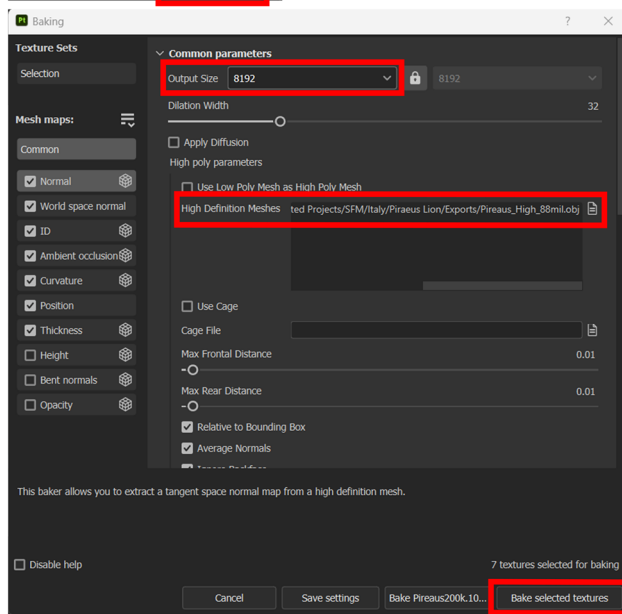 Pt Baking ? ×
Texture Sets
Selection
Mesh maps:
Common
Normal
World space normal
ID
Ambient occlusion
Curvature
Position
Thickness
Height
Bent normals
Opacity
Common parameters
Output Size 8192 8192
Dilation Width 32
Apply Diffusion
High poly parameters
Use Low Poly Mesh as High Poly Mesh
High Definition Meshes ted Projects/SFM/Italy/Piraeus Lion/Exports/Pireaus_High_88mil.obj
Use Cage
Cage File
Max Frontal Distance 0.01
Max Rear Distance 0.01
Relative to Bounding Box
Average Normals
This baker allows you to extract a tangent space normal map from a high definition mesh.
Disable help
7 textures selected for baking
Cancel Save settings Bake Pireaus200k.10... Bake selected textures